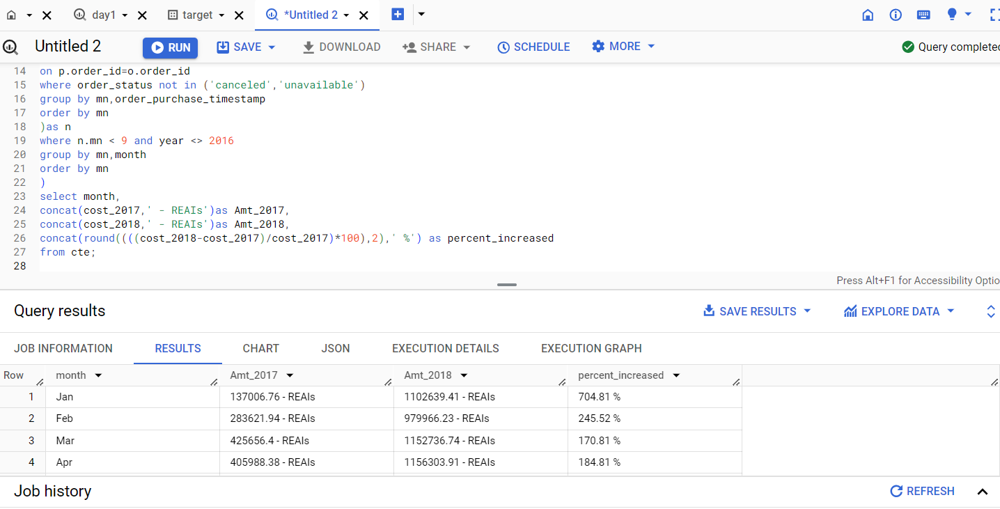 day1 target *Untitled 2
Untitled 2 RUN SAVE DOWNLOAD SHARE SCHEDULE MORE Query completed
14 on p.order_id=o.order_id
15 where order_status not in ('canceled','unavailable')
16 group by mn,order_purchase_timestamp
17 order by mn
18 )as n
19 where n.mn < 9 and year <> 2016
20 group by mn,month
21 order by mn
22 )
23 select month,
24 concat(cost_2017,' - REAIs')as Amt_2017,
25 concat(cost_2018,' - REAIs')as Amt_2018,
26 concat(round((((cost_2018-cost_2017)/cost_2017)*100),2),' %') as percent_increased
27 from cte;
28
Press Alt+F1 for Accessibility Optio
Query results SAVE RESULTS EXPLORE DATA
JOB INFORMATION RESULTS CHART JSON EXECUTION DETAILS EXECUTION GRAPH
Row month Amt_2017 Amt_2018 percent_increased
1 Jan 137006.76 - REAIs 1102639.41 - REAIs 704.81 %
2 Feb 283621.94 - REAIs 979966.23 - REAIs 245.52 %
3 Mar 425656.4 - REAIs 1152736.74 - REAIs 170.81 %
4 Apr 405988.38 - REAIs 1156303.91 - REAIs 184.81 %
Job history REFRESH